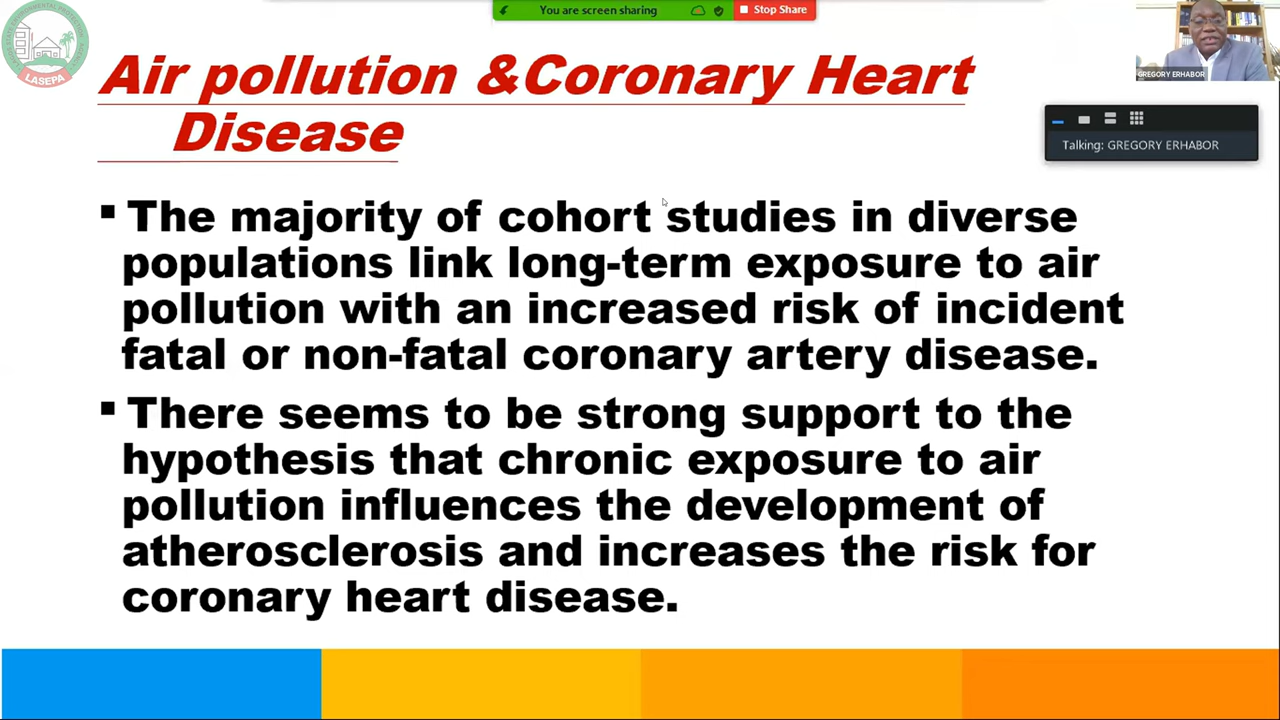 You are screen sharing
Stop Share
LASEPA
GREGORY ERHABOR
Talking: GREGORY ERHABOR
Air pollution &Coronary Heart
Disease
▪ The majority of cohort studies in diverse
populations link long-term exposure to air
pollution with an increased risk of incident
fatal or non-fatal coronary artery disease.
▪ There seems to be strong support to the
hypothesis that chronic exposure to air
pollution influences the development of
atherosclerosis and increases the risk for
coronary heart disease.